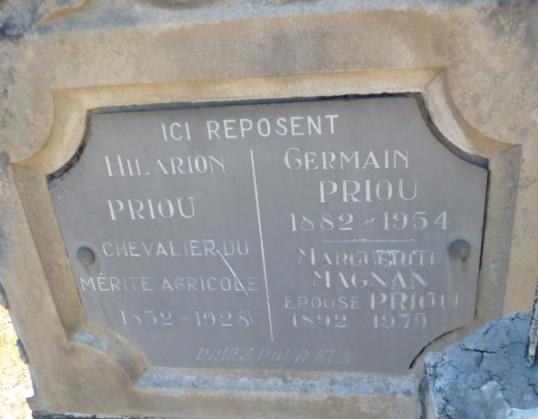 ICI REPOSENT
HILARION
PRIOU
CHEVALIER DU
MÉRITE AGRICOLE
1852-1928
GERMAIN
PRIOU
1882-1954
MARGUERITE
MAGNAN
EPOUSE PRIOU
1892-1979
PRIEZ POUR EUX